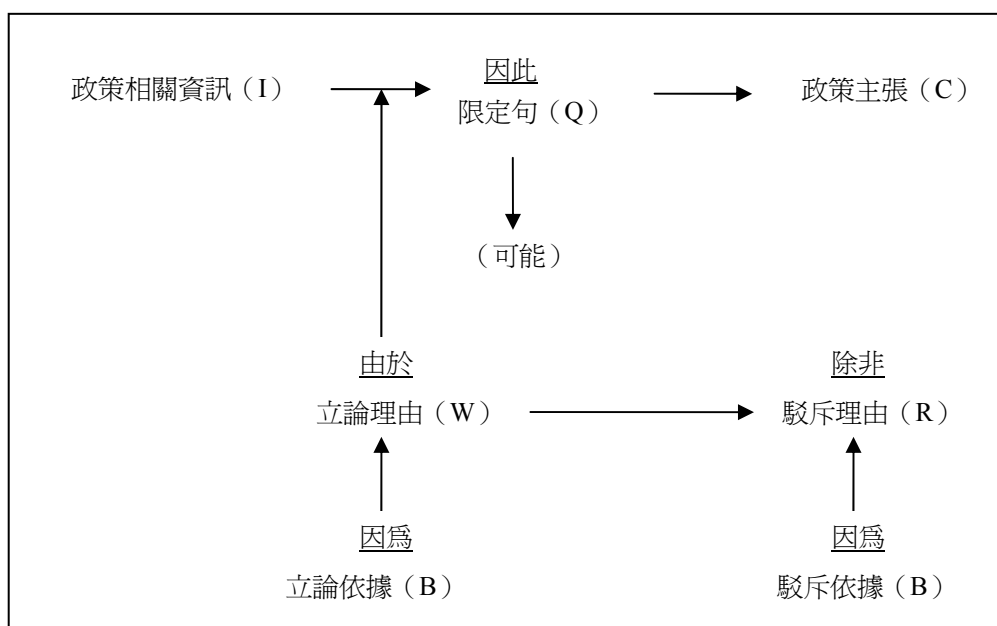 因此
政策相關資訊（I）
限定句（Q）
政策主張（C）
（可能）
由於
除非
立論理由（W）
駁斥理由（R）
因為
因為
立論依據（B）
駁斥依據（B）